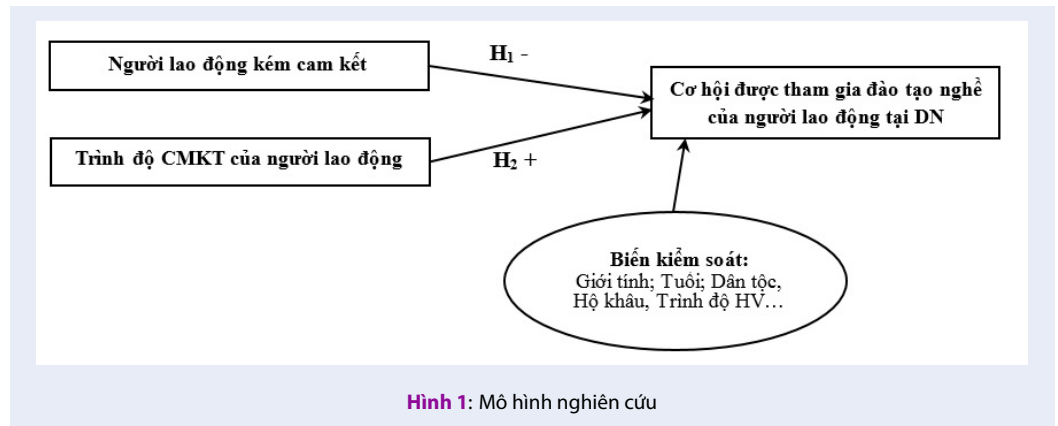 Người lao động kém cam kết
H₁ -
Cơ hội được tham gia đào tạo nghề
của người lao động tại DN
Trình độ CMKT của người lao động
H₂ +
Biến kiểm soát:
Giới tính; Tuổi; Dân tộc,
Hộ khẩu, Trình độ HV...
Hình 1: Mô hình nghiên cứu